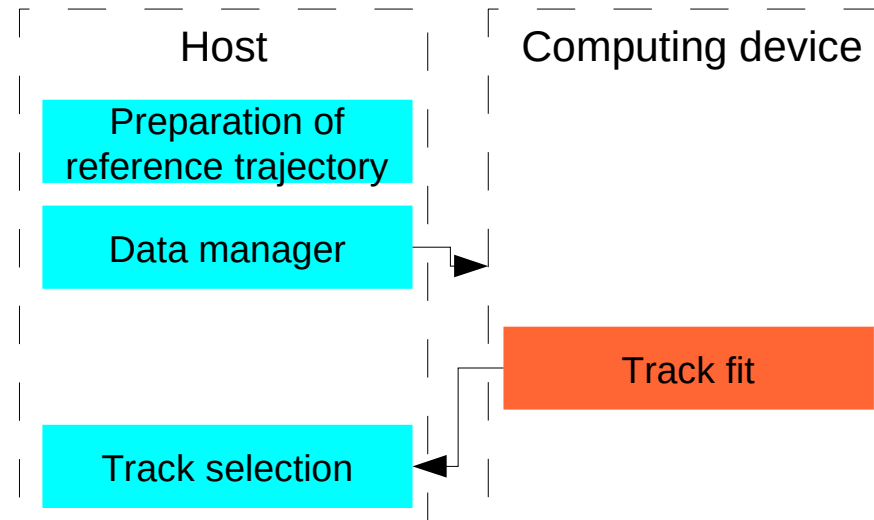 Host
Computing device
Preparation of
reference trajectory
Data manager
Track fit
Track selection